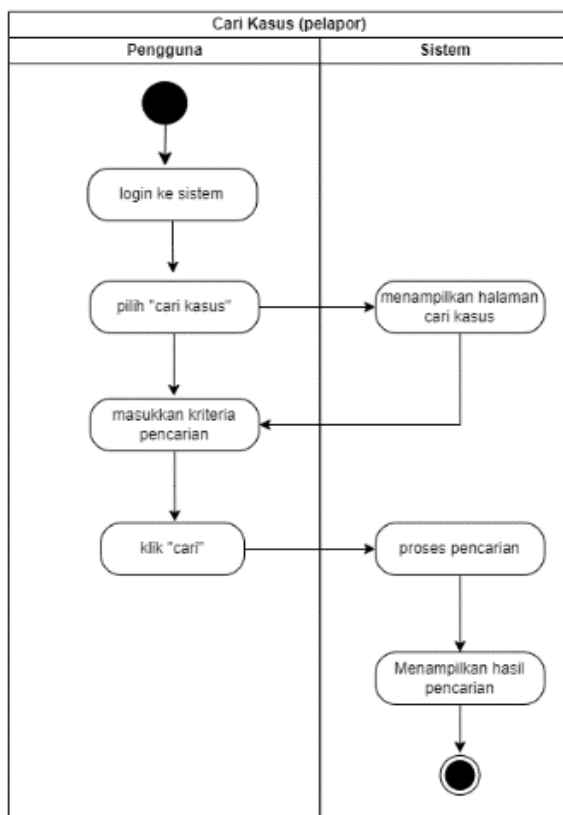 Cari Kasus (pelapor)
Pengguna
Sistem
login ke sistem
pilih "cari kasus"
menampilkan halaman
cari kasus
masukkan kriteria
pencarian
klik "cari"
proses pencarian
Menampilkan hasil
pencarian